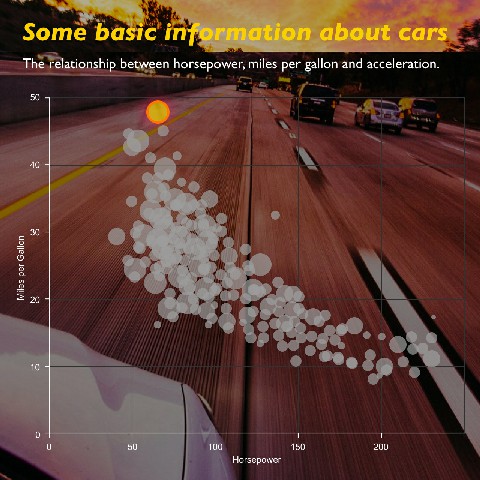 Some basic information about cars
The relationship between horsepower, miles per gallon and acceleration.
50
40
30
20
10
0
Miles per Gallon
0 50 100 150 200
Horsepower